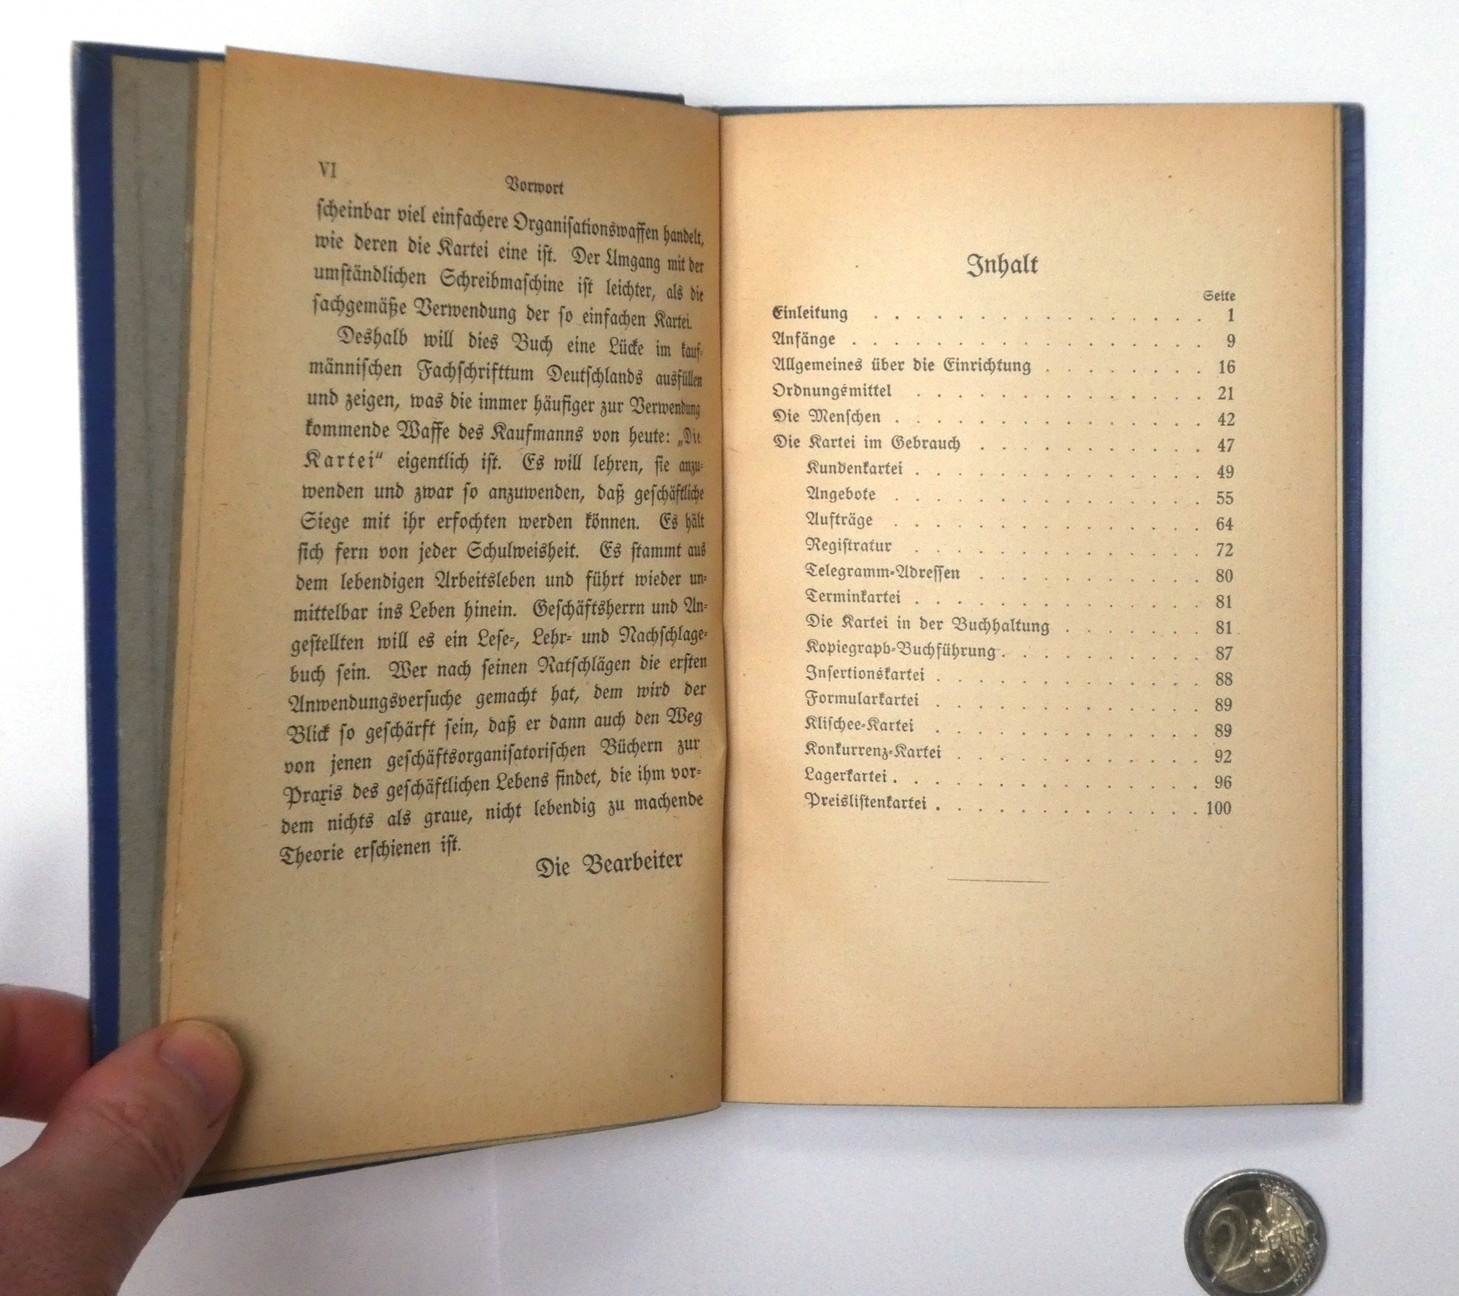 VI
Vorwort
scheinbar viel einfachere Organisationswaffen handelt,
wie deren die Kartei eine ist. Der Umgang mit der
umständlichen Schreibmaschine ist leichter, als die
sachgemäße Verwendung der so einfachen Kartei.
Deshalb will dies Buch eine Lücke im kauf-
männischen Fachschrifttum Deutschlands ausfüllen
und zeigen, was die immer häufiger zur Verwendung
kommende Waffe des Kaufmanns von heute: „Die
Kartei“ eigentlich ist. Es will lehren, sie anzu-
wenden und zwar so anzuwenden, daß geschäftliche
Siege mit ihr erfochten werden können. Es hält
sich fern von jeder Schulweisheit. Es stammt aus
dem lebendigen Arbeitsleben und führt wieder un-
mittelbar ins Leben hinein. Geschäftsherrn und An-
gestellten will es ein Lese-, Lehr- und Nachschlage-
buch sein. Wer nach seinen Ratschlägen die ersten
Anwendungsversuche gemacht hat, dem wird der
Blick so geschärft sein, daß er dann auch den Weg
von jenen geschäftsorganisatorischen Büchern zur
Praxis des geschäftlichen Lebens findet, die ihm vor-
dem nichts als graue, nicht lebendig zu machende
Theorie erschienen ist.
Die Bearbeiter
Inhalt
Seite
Einleitung . . . . . . . . . . . . . . . . 1
Anfänge . . . . . . . . . . . . . . . . . 9
Allgemeines über die Einrichtung . . . . . . . . 16
Ordnungsmittel . . . . . . . . . . . . . . 21
Die Menschen . . . . . . . . . . . . . . . 42
Die Kartei im Gebrauch . . . . . . . . . . . 47
Kundenkartei . . . . . . . . . . . . . . 49
Angebote . . . . . . . . . . . . . . . 55
Aufträge . . . . . . . . . . . . . . . 64
Registratur . . . . . . . . . . . . . . 72
Telegramm-Adressen . . . . . . . . . . . 80
Terminkartei . . . . . . . . . . . . . . 81
Die Kartei in der Buchhaltung . . . . . . . 81
Kopiegraph-Buchführung . . . . . . . . . . 87
Insertionskartei . . . . . . . . . . . . . 88
Formularkartei . . . . . . . . . . . . . 89
Klischee-Kartei . . . . . . . . . . . . . 89
Konkurrenz-Kartei . . . . . . . . . . . . 92
Lagerkartei . . . . . . . . . . . . . . . 96
Preislistenkartei . . . . . . . . . . . . . 100
2
EURO